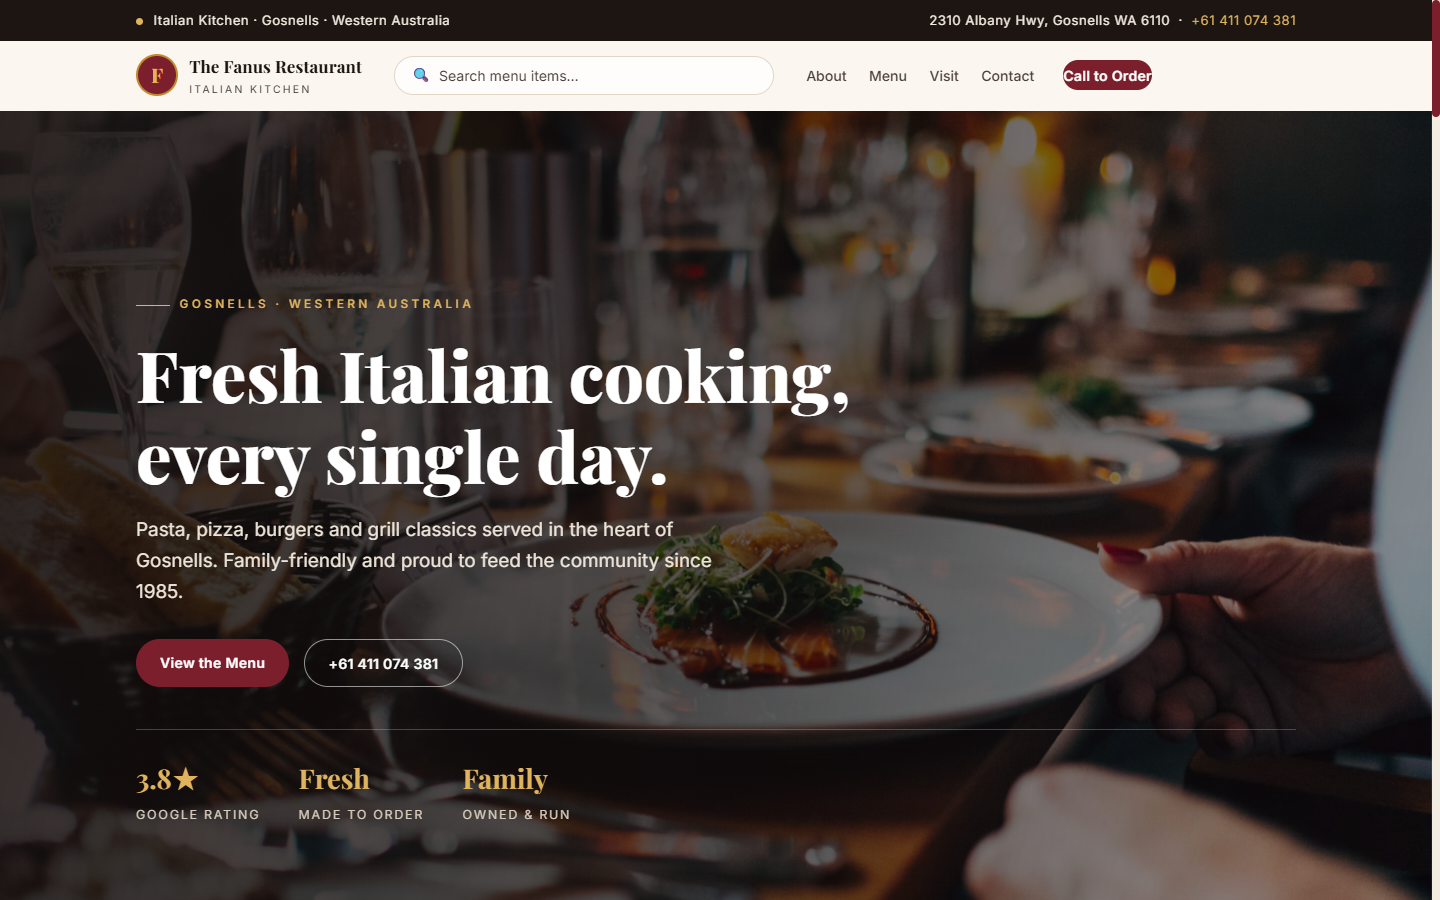 Italian Kitchen · Gosnells · Western Australia
2310 Albany Hwy, Gosnells WA 6110 · +61 411 074 381
F
The Fanus Restaurant
ITALIAN KITCHEN
Search menu items...
About
Menu
Visit
Contact
Call to Order
GOSNELLS · WESTERN AUSTRALIA
Fresh Italian cooking,
every single day.
Pasta, pizza, burgers and grill classics served in the heart of
Gosnells. Family-friendly and proud to feed the community since
1985.
View the Menu
+61 411 074 381
3.8★
GOOGLE RATING
Fresh
MADE TO ORDER
Family
OWNED & RUN